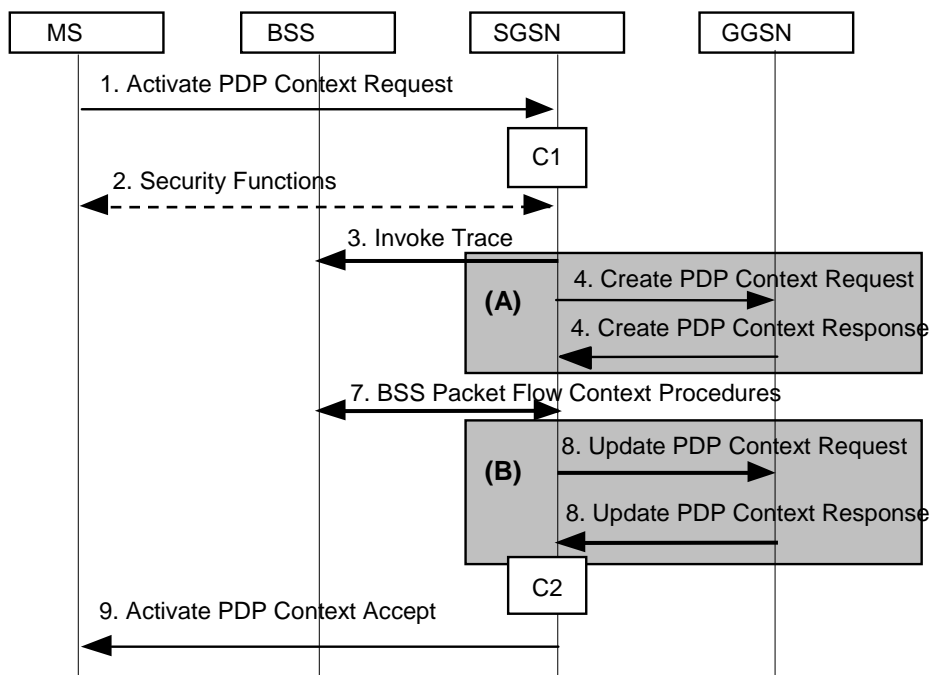 MS
BSS
SGSN
GGSN
1. Activate PDP Context Request
C1
2. Security Functions
3. Invoke Trace
(A)
4. Create PDP Context Request
4. Create PDP Context Response
7. BSS Packet Flow Context Procedures
(B)
8. Update PDP Context Request
8. Update PDP Context Response
C2
9. Activate PDP Context Accept